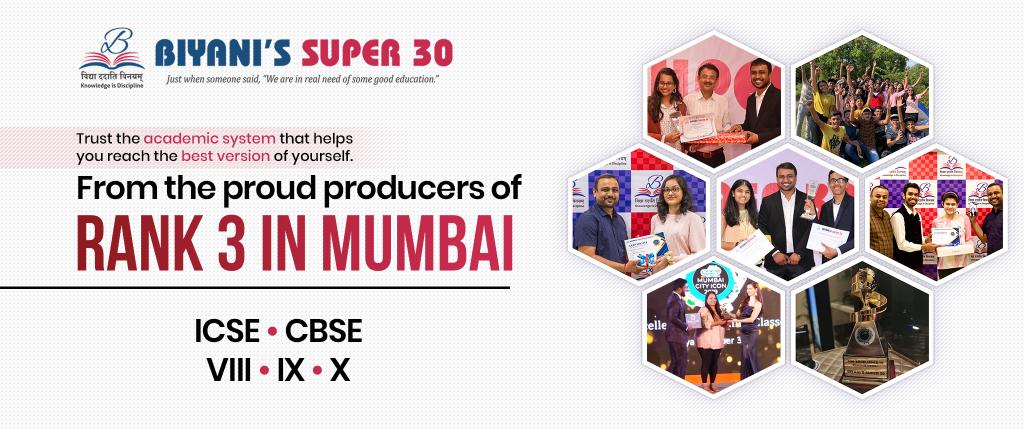 B
विद्या ददाति विनयम्
Knowledge is Discipline
BIYANI'S SUPER 30
Just when someone said, "We are in real need of some good education."
Trust the academic system that helps
you reach the best version of yourself.
From the proud producers of
RANK 3 IN MUMBAI
ICSE • CBSE
VIII • IX • X
MUMBAI
CITY ICON